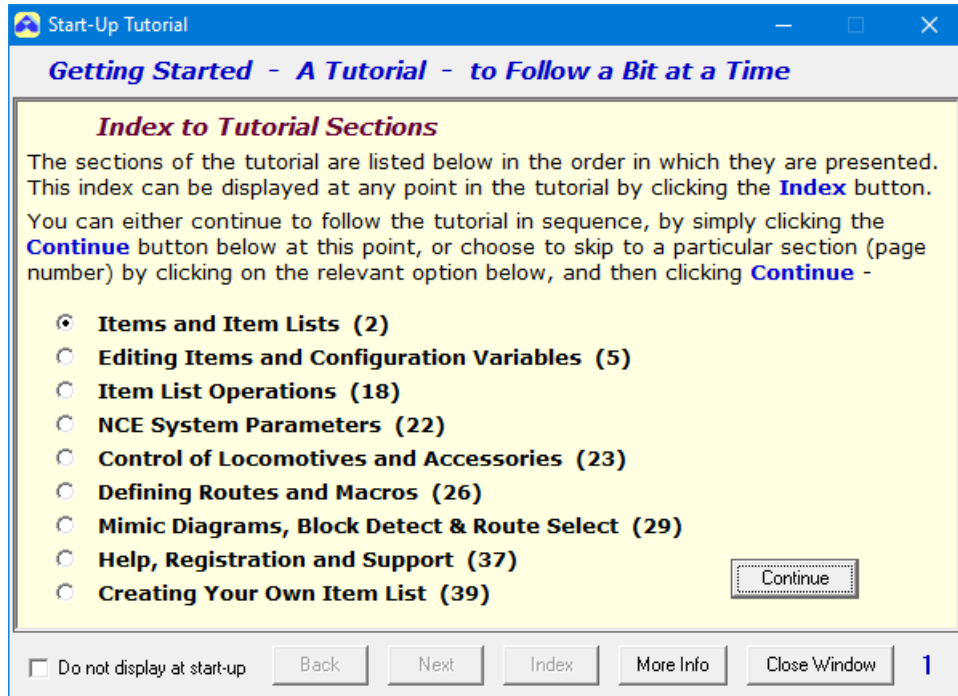 Start-Up Tutorial
Getting Started - A Tutorial - to Follow a Bit at a Time
Index to Tutorial Sections
The sections of the tutorial are listed below in the order in which they are presented.
This index can be displayed at any point in the tutorial by clicking the Index button.
You can either continue to follow the tutorial in sequence, by simply clicking the
Continue button below at this point, or choose to skip to a particular section (page
number) by clicking on the relevant option below, and then clicking Continue -
Items and Item Lists (2)
Editing Items and Configuration Variables (5)
Item List Operations (18)
NCE System Parameters (22)
Control of Locomotives and Accessories (23)
Defining Routes and Macros (26)
Mimic Diagrams, Block Detect & Route Select (29)
Help, Registration and Support (37)
Creating Your Own Item List (39)
Continue
Do not display at start-up Back Next Index More Info Close Window 1